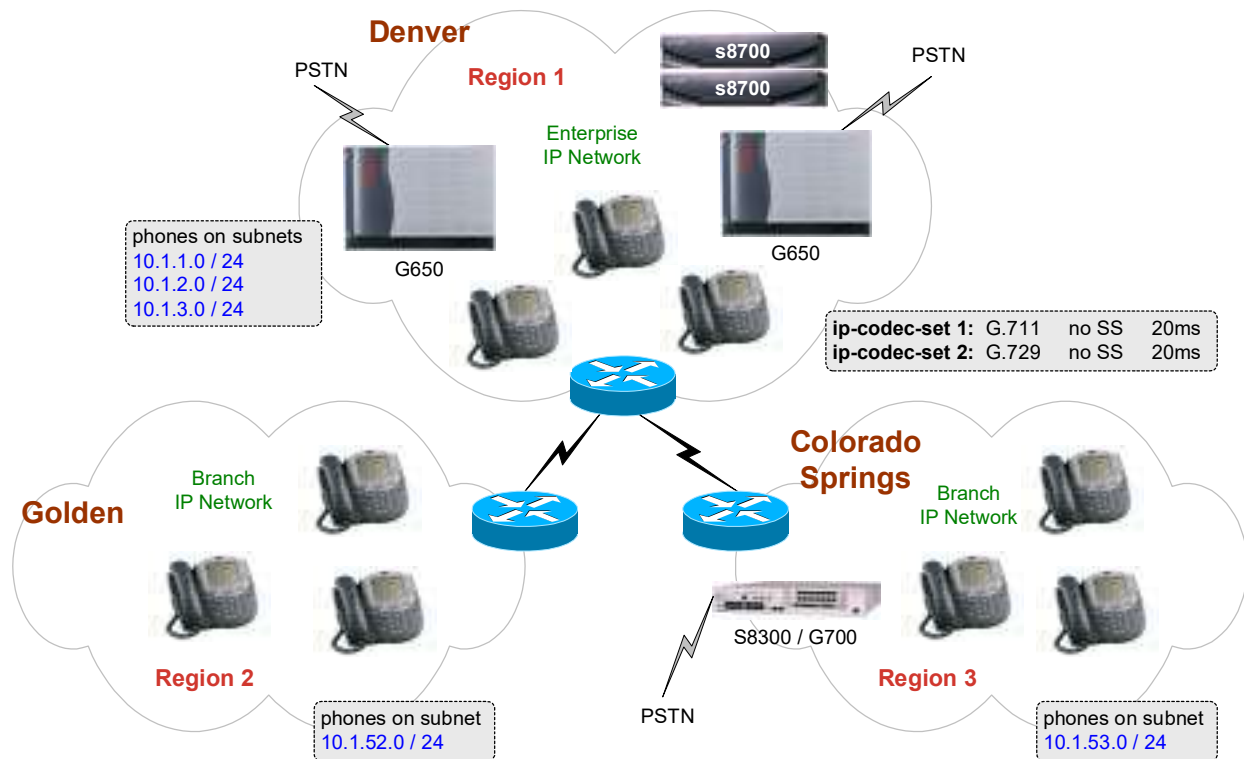 Denver
PSTN
Region 1
s8700
s8700
PSTN
Enterprise
IP Network
phones on subnets
10.1.1.0 / 24
10.1.2.0 / 24
10.1.3.0 / 24
G650
G650
ip-codec-set 1: G.711 no SS 20ms
ip-codec-set 2: G.729 no SS 20ms
Golden
Branch
IP Network
Region 2
phones on subnet
10.1.52.0 / 24
Colorado
Springs
Branch
IP Network
S8300 / G700
PSTN
Region 3
phones on subnet
10.1.53.0 / 24